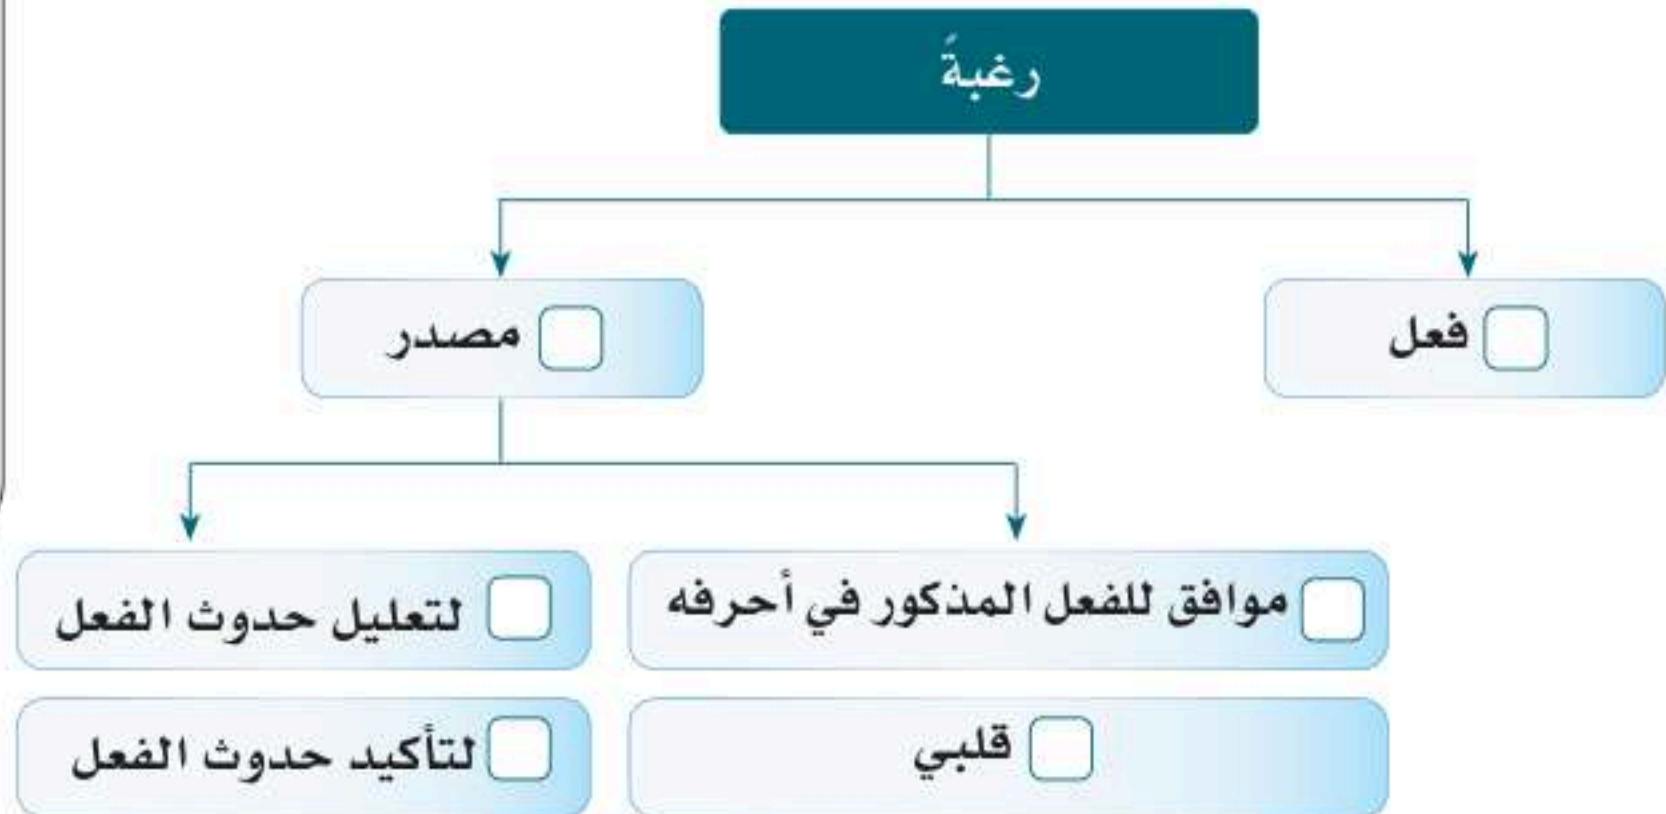 رغبةً
فعل
مصدر
موافق للفعل المذكور في أحرفه
لتعليل حدوث الفعل
قلبي
لتأكيد حدوث الفعل